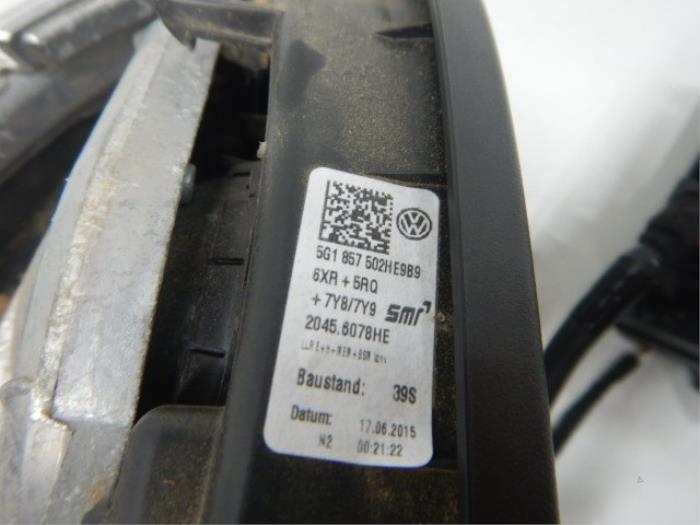 5G1 857 502HE9B9
6XR + 5RQ
+ 7Y8/7Y9 smr
2045.6078HE
Baustand: 39S
Datum: 17.06.2015
N2 00:21:22